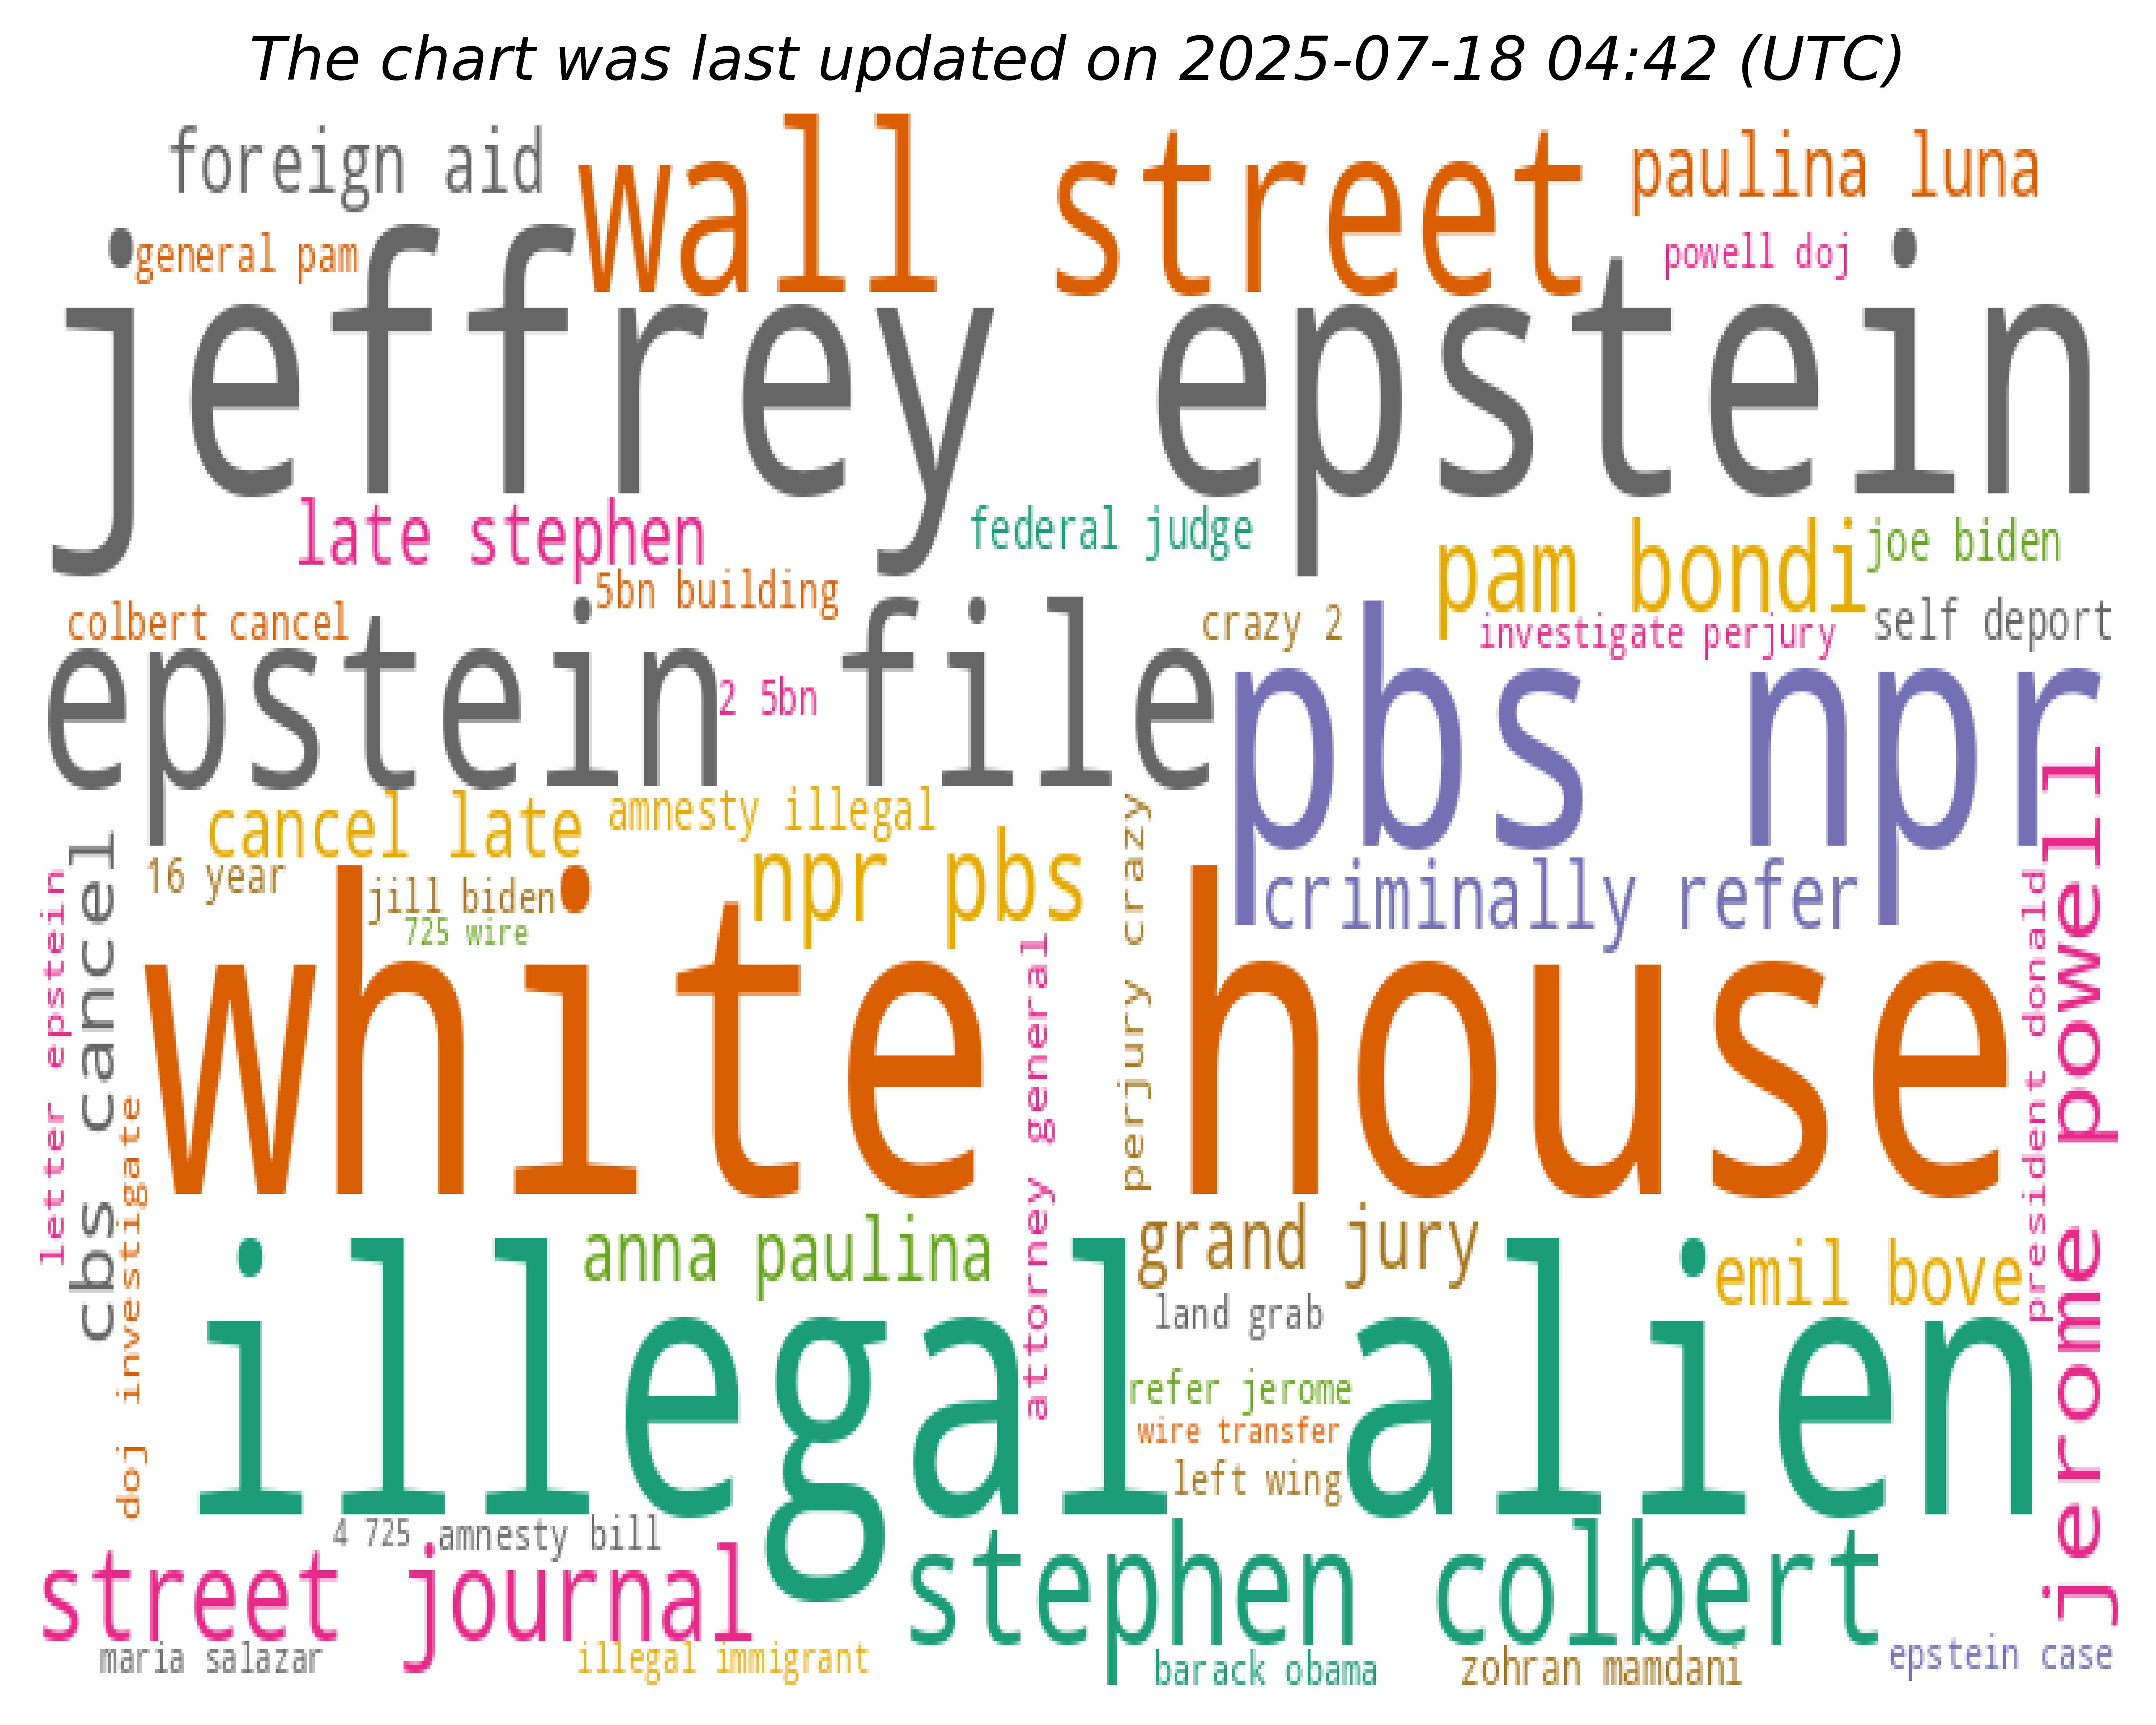 The chart was last updated on 2025-07-18 04:42 (UTC)
foreign aid
wall street
paulina luna
general pam
powell doj
jeffrey epstein
late stephen
federal judge
pam bondi
joe biden
5bn building
colbert cancel
crazy 2
investigate perjury
self deport
epstein file
2 5bn
pbs npr
cancel late
amnesty illegal
16 year
jill biden
725 wire
npr pbs
criminally refer
perjury crazy
letter epstein
cbs cancel
white house
attorney general
president donald
jerome powell
doj investigate
anna paulina
grand jury
emil bove
land grab
illegal alien
refer jerome
wire transfer
left wing
4 725
amnesty bill
street journal
stephen colbert
maria salazar
illegal immigrant
barack obama
zohran mamdani
epstein case